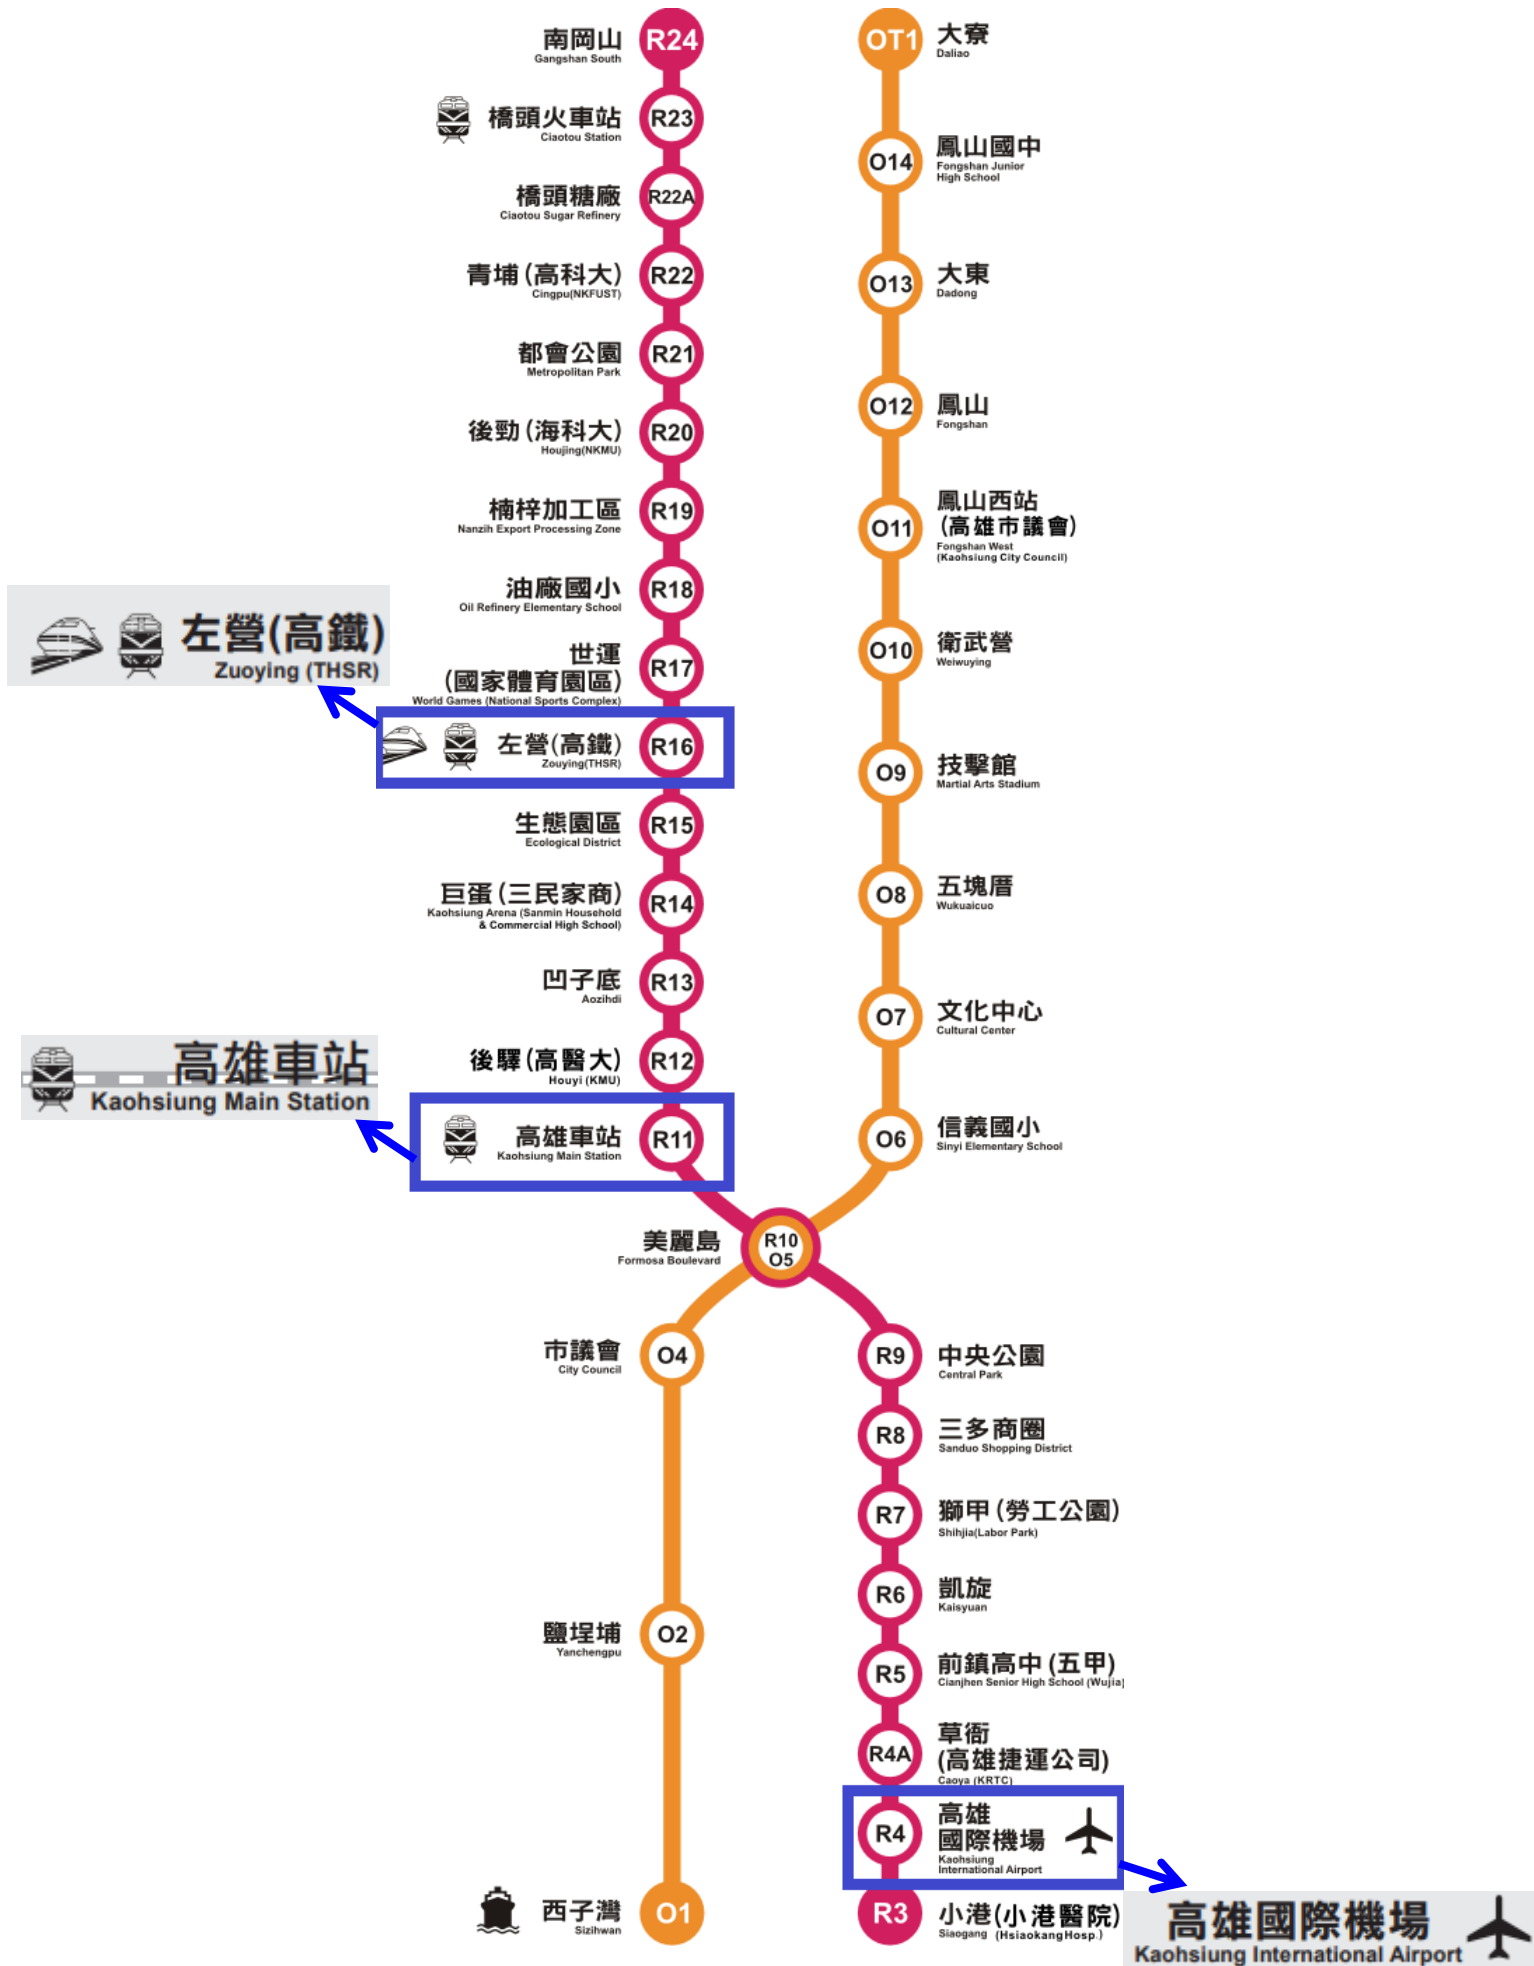 南岡山
Gangshan South
R24
橋頭火車站
Ciaotou Station
R23
橋頭糖廠
Ciaotou Sugar Refinery
R22A
青埔(高科大)
Cingpu(NKFUST)
R22
都會公園
Metropolitan Park
R21
後勁(海科大)
Houjing(NKMU)
R20
楠梓加工區
Nanzih Export Processing Zone
R19
油廠國小
Oil Refinery Elementary School
R18
世運
(國家體育園區)
World Games (National Sports Complex)
R17
左營(高鐵)
Zuoying (THSR)
左營(高鐵)
Zouying(THSR)
R16
生態園區
Ecological District
R15
巨蛋(三民家商)
Kaohsiung Arena (Sanmin Household
& Commercial High School)
R14
凹子底
Aozihdi
R13
後驛(高醫大)
Houyi (KMU)
R12
高雄車站
Kaohsiung Main Station
高雄車站
Kaohsiung Main Station
R11
美麗島
Formosa Boulevard
R10
O5
OT1
大寮
Daliao
O14
鳳山國中
Fongshan Junior
High School
O13
大東
Dadong
O12
鳳山
Fongshan
O11
鳳山西站
(高雄市議會)
Fongshan West
(Kaohsiung City Council)
O10
衛武營
Weiwuying
O9
技擊館
Martial Arts Stadium
O8
五塊厝
Wukuaicuo
O7
文化中心
Cultural Center
O6
信義國小
Sinyi Elementary School
市議會
City Council
O4
鹽埕埔
Yanchengpu
O2
西子灣
Sizihwan
O1
R9
中央公園
Central Park
R8
三多商圈
Sanduo Shopping District
R7
獅甲(勞工公園)
Shihjia(Labor Park)
R6
凱旋
Kaisyuan
R5
前鎮高中(五甲)
Cianjhen Senior High School (Wujia)
R4A
草衙
(高雄捷運公司)
Caoya (KRTC)
R4
高雄
國際機場
Kaohsiung
International Airport
R3
小港(小港醫院)
Siaogang (HsiaokangHosp.)
高雄國際機場
Kaohsiung International Airport